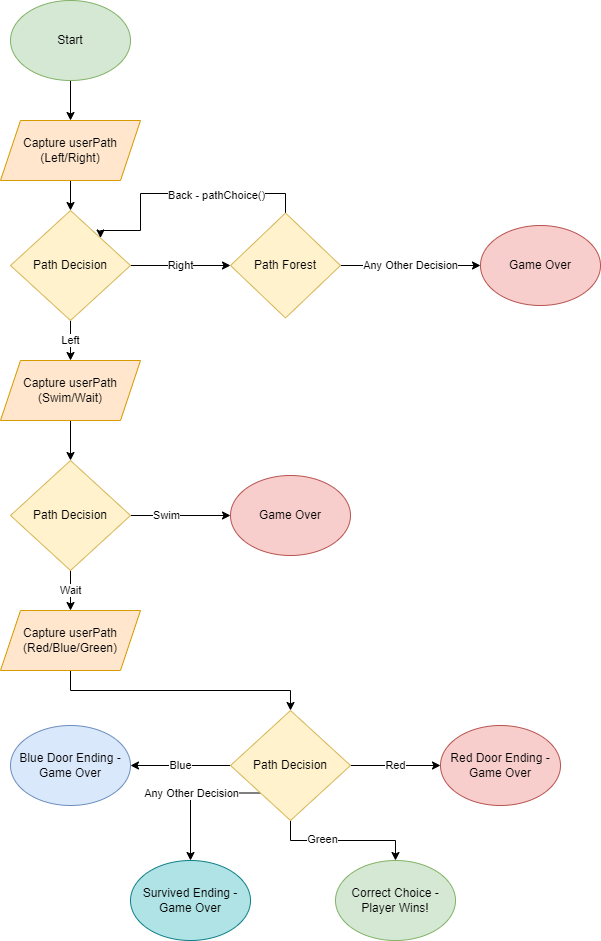 Start
Capture userPath
(Left/Right)
Back - pathChoice()
Path Decision
Right
Path Forest
Any Other Decision
Game Over
Left
Capture userPath
(Swim/Wait)
Path Decision
Swim
Game Over
Wait
Capture userPath
(Red/Blue/Green)
Blue Door Ending -
Game Over
Blue
Path Decision
Red
Red Door Ending -
Game Over
Any Other Decision
Green
Survived Ending -
Game Over
Correct Choice -
Player Wins!